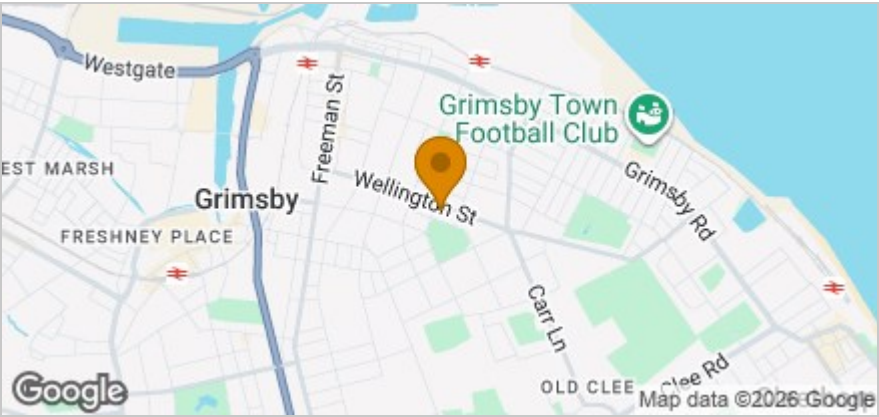 Westgate
Freeman St
Grimsby Town
Football Club
EST MARSH
Wellington St
Grimsby Rd
Grimsby
FRESHNEY PLACE
Carr Ln
OLD CLEE
Clee Rd
Google
Map data ©2026 Google